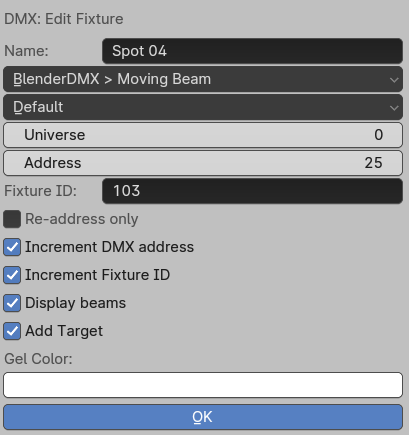 DMX: Edit Fixture
Name: Spot 04
BlenderDMX > Moving Beam
Default
Universe 0
Address 25
Fixture ID: 103
Re-address only
Increment DMX address
Increment Fixture ID
Display beams
Add Target
Gel Color:
OK